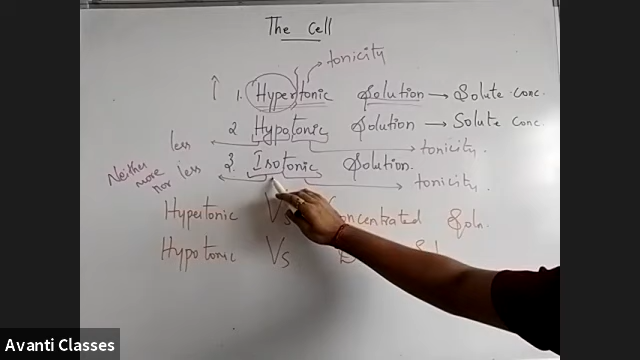 The Cell
tonicity
↑ 1. Hypertonic Solution → Solute conc.
2. Hypotonic Solution → Solute conc.
less tonicity.
3. Isotonic Solution.
Neither more nor less tonicity.
Hypertonic Vs Concentrated Soln.
Hypotonic Vs
Avanti Classes